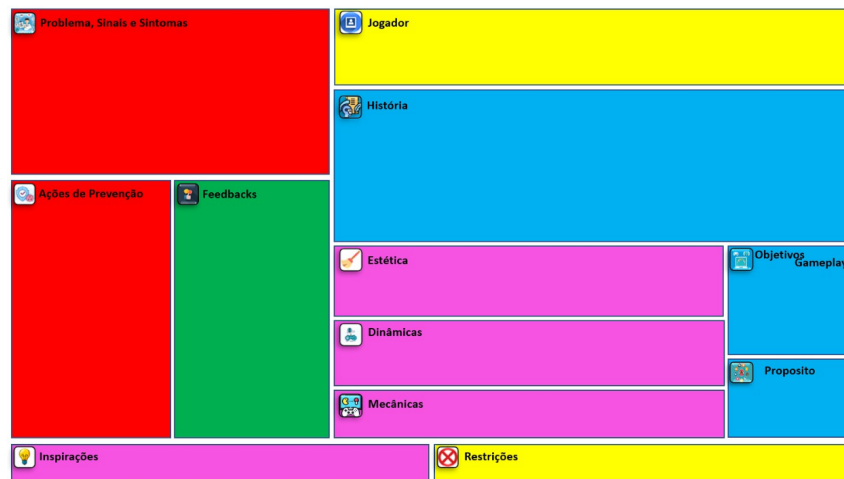 Problema, Sinais e Sintomas
Jogador
História
Ações de Prevenção
Feedbacks
Estética
Objetivos
Gameplay
Dinâmicas
Proposito
Mecânicas
Inspirações
Restrições